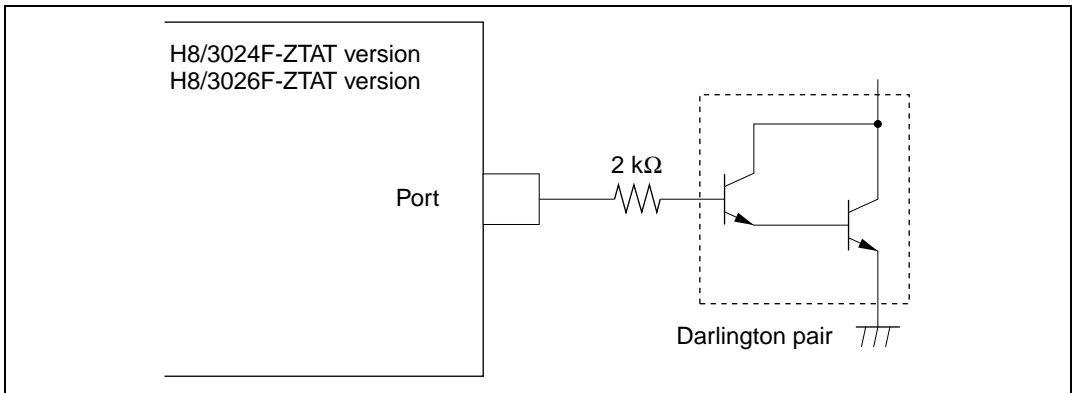 H8/3024F-ZTAT version
H8/3026F-ZTAT version
2 kΩ
Port
Darlington pair